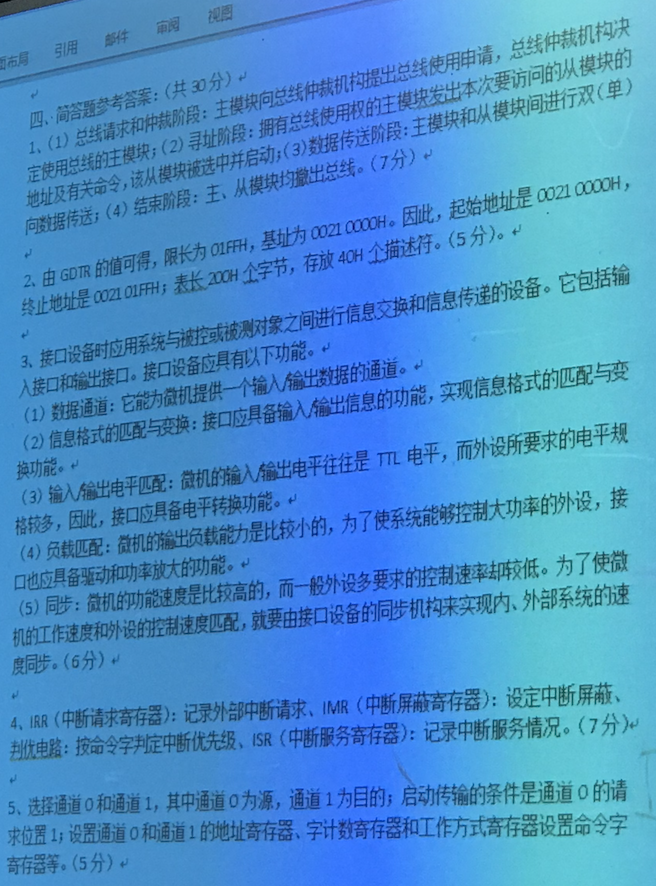 面布局 引用 邮件 审阅 视图
四、简答题参考答案：（共 30 分）
1、（1）总线请求和仲裁阶段：主模块向总线仲裁机构提出总线使用申请，总线仲裁机构决
定使用总线的主模块；（2）寻址阶段：拥有总线使用权的主模块发出本次要访问的从模块的
地址及有关命令，该从模块被选中并启动；（3）数据传送阶段：主模块和从模块间进行双（单）
向数据传送；（4）结束阶段：主、从模块均撤出总线。（7 分）
2、由 GDTR 的值可得，限长为 01FFH，基址为 0021 0000H。因此，起始地址是 0021 0000H，
终止地址是 0021 01FFH；表长 200H 个字节，存放 40H 个描述符。（5 分）。
3、接口设备时应用系统与被控或被测对象之间进行信息交换和信息传递的设备。它包括输
入接口和输出接口。接口设备应具有以下功能。
（1）数据通道：它能为微机提供一个输入/输出数据的通道。
（2）信息格式的匹配与变换：接口应具备输入/输出信息的功能，实现信息格式的匹配与变
换功能。
（3）输入/输出电平匹配：微机的输入/输出电平往往是 TTL 电平，而外设所要求的电平规
格较多，因此，接口应具备电平转换功能。
（4）负载匹配：微机的输出负载能力是比较小的，为了使系统能够控制大功率的外设，接
口也应具备驱动和功率放大的功能。
（5）同步：微机的功能速度是比较高的，而一般外设多要求的控制速率却较低。为了使微
机的工作速度和外设的控制速度匹配，就要由接口设备的同步机构来实现内、外部系统的速
度同步。（6 分）
4、IRR（中断请求寄存器）：记录外部中断请求、IMR（中断屏蔽寄存器）：设定中断屏蔽、
判优电路：按命令字判定中断优先级、ISR（中断服务寄存器）：记录中断服务情况。（7 分）
5、选择通道 0 和通道 1，其中通道 0 为源，通道 1 为目的；启动传输的条件是通道 0 的请
求位置 1；设置通道 0 和通道 1 的地址寄存器、字计数寄存器和工作方式寄存器设置命令字
寄存器等。（5 分）